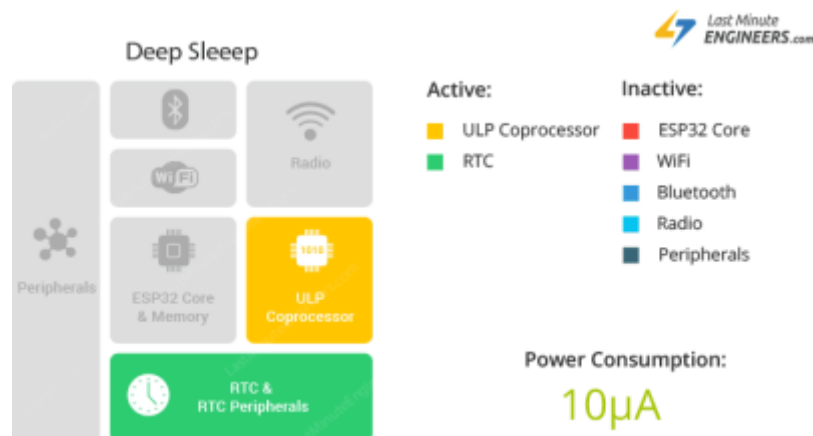 Last Minute
ENGINEERS.com
Deep Sleeep
Radio
WiFi
Peripherals
ESP32 Core
& Memory
1010
ULP
Coprocessor
RTC &
RTC Peripherals
Active:
ULP Coprocessor
RTC
Inactive:
ESP32 Core
WiFi
Bluetooth
Radio
Peripherals
Power Consumption:
10µA